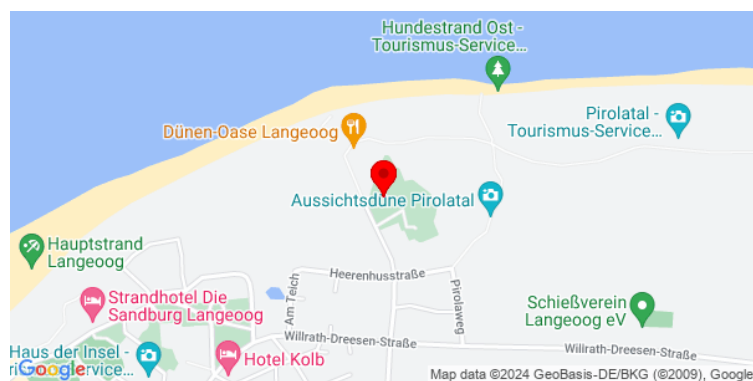 Hundestrand Ost -
Tourismus-Service...
Pirolatal -
Tourismus-Service...
Dünen-Oase Langeoog
Aussichtsdüne Pirolatal
Hauptstrand
Langeoog
Heerenhusstraße
Am Teich
Pirolaweg
Strandhotel Die
Sandburg Langeoog
Schießverein
Langeoog eV
Willrath-Dreesen-Straße
Willrath-Dreesen-Straße
Haus der Insel -
Hotel Kolb
Google
Map data ©2024 GeoBasis-DE/BKG (©2009), Google